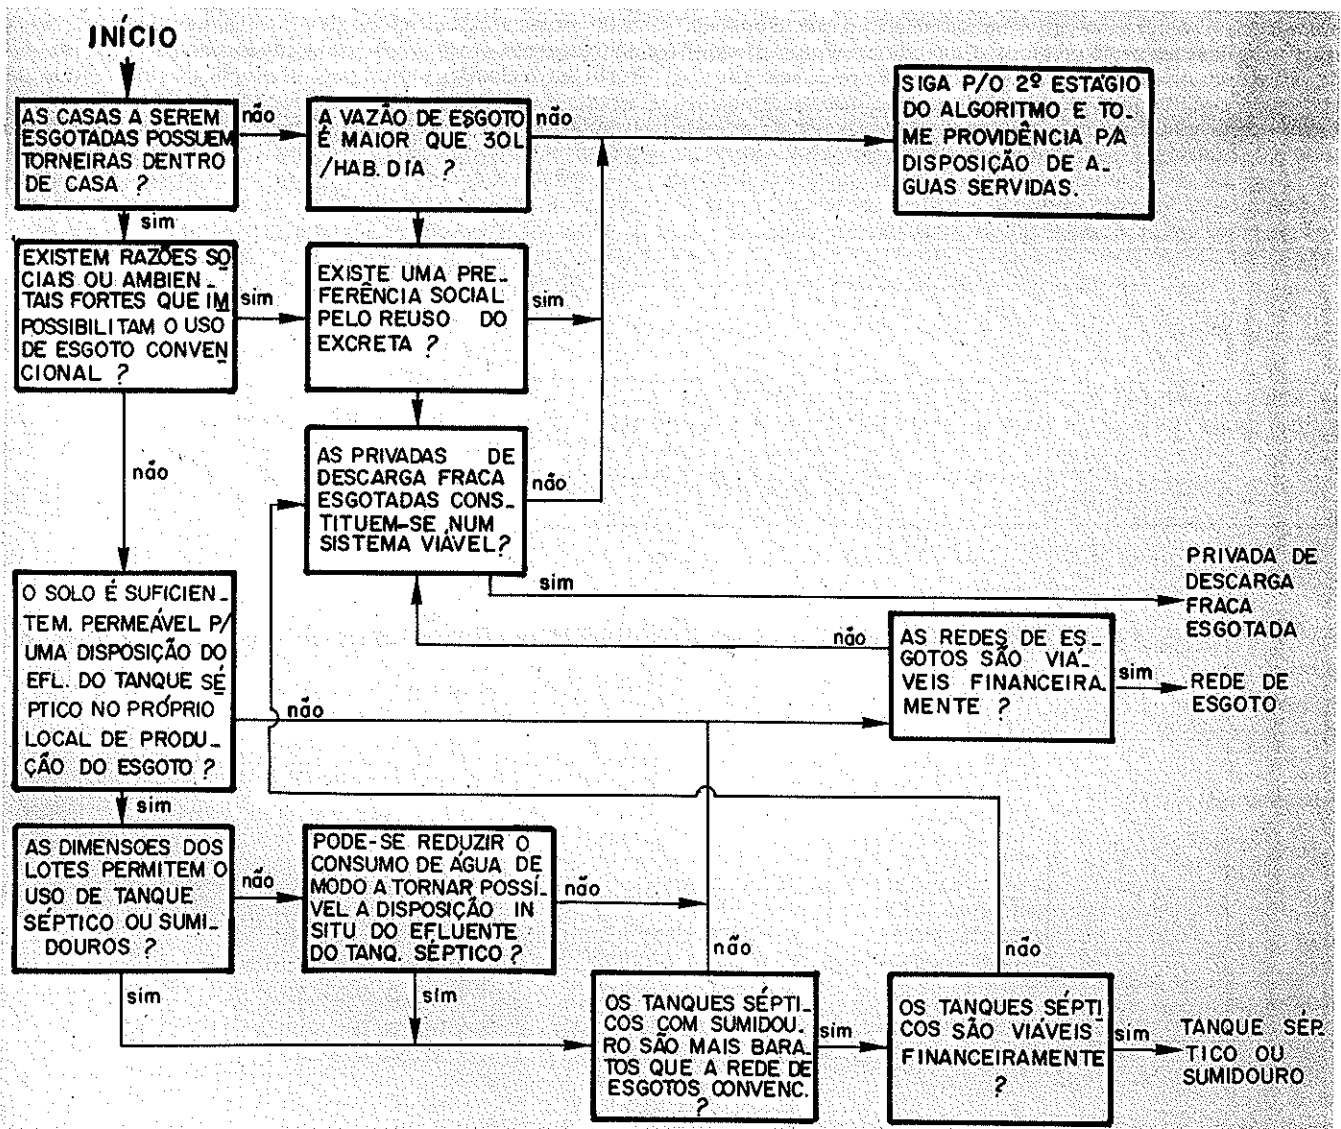 INÍCIO
AS CASAS A SEREM
ESGOTADAS POSSUEM
TORNEIRAS DENTRO
DE CASA ?
não
A VAZÃO DE ESGOTO
É MAIOR QUE 30L
/HAB. DIA ?
não
SIGA P/O 2º ESTÁGIO
DO ALGORITMO E TO_
ME PROVIDÊNCIA P/A
DISPOSIÇÃO DE A_
GUAS SERVIDAS.
sim
EXISTEM RAZÕES SO
CIAIS OU AMBIEN_
TAIS FORTES QUE IM
POSSIBILITAM O USO
DE ESGOTO CONVEN
CIONAL ?
sim
EXISTE UMA PRE_
FERÊNCIA SOCIAL
PELO REUSO DO
EXCRETA ?
sim
não
AS PRIVADAS DE
DESCARGA FRACA
ESGOTADAS CONS_
TITUEM-SE NUM
SISTEMA VIÁVEL?
não
sim
PRIVADA DE
DESCARGA
FRACA
ESGOTADA
O SOLO É SUFICIEN_
TEM. PERMEÁVEL P/
UMA DISPOSIÇÃO DO
EFL. DO TANQUE SÉ
PTICO NO PRÓPRIO
LOCAL DE PRODU_
ÇÃO DO ESGOTO ?
não
não
AS REDES DE ES_
GOTOS SÃO VIÁ_
VEIS FINANCEIRA_
MENTE ?
sim
REDE DE
ESGOTO
sim
AS DIMENSOES DOS
LOTES PERMITEM O
USO DE TANQUE
SÉPTICO OU SUMI_
DOUROS ?
não
PODE-SE REDUZIR O
CONSUMO DE ÁGUA DE
MODO A TORNAR POSSÍ_
VEL A DISPOSIÇÃO IN
SITU DO EFLUENTE
DO TANQ. SÉPTICO ?
não
não
não
sim
sim
OS TANQUES SÉPTI_
COS COM SUMIDOU_
RO SÃO MAIS BARA_
TOS QUE A REDE DE
ESGOTOS CONVENC.
?
sim
OS TANQUES SÉPTI
COS SÃO VIÁVEIS
FINANCEIRAMENTE
?
sim
TANQUE SÉP_
TICO OU
SUMIDOURO